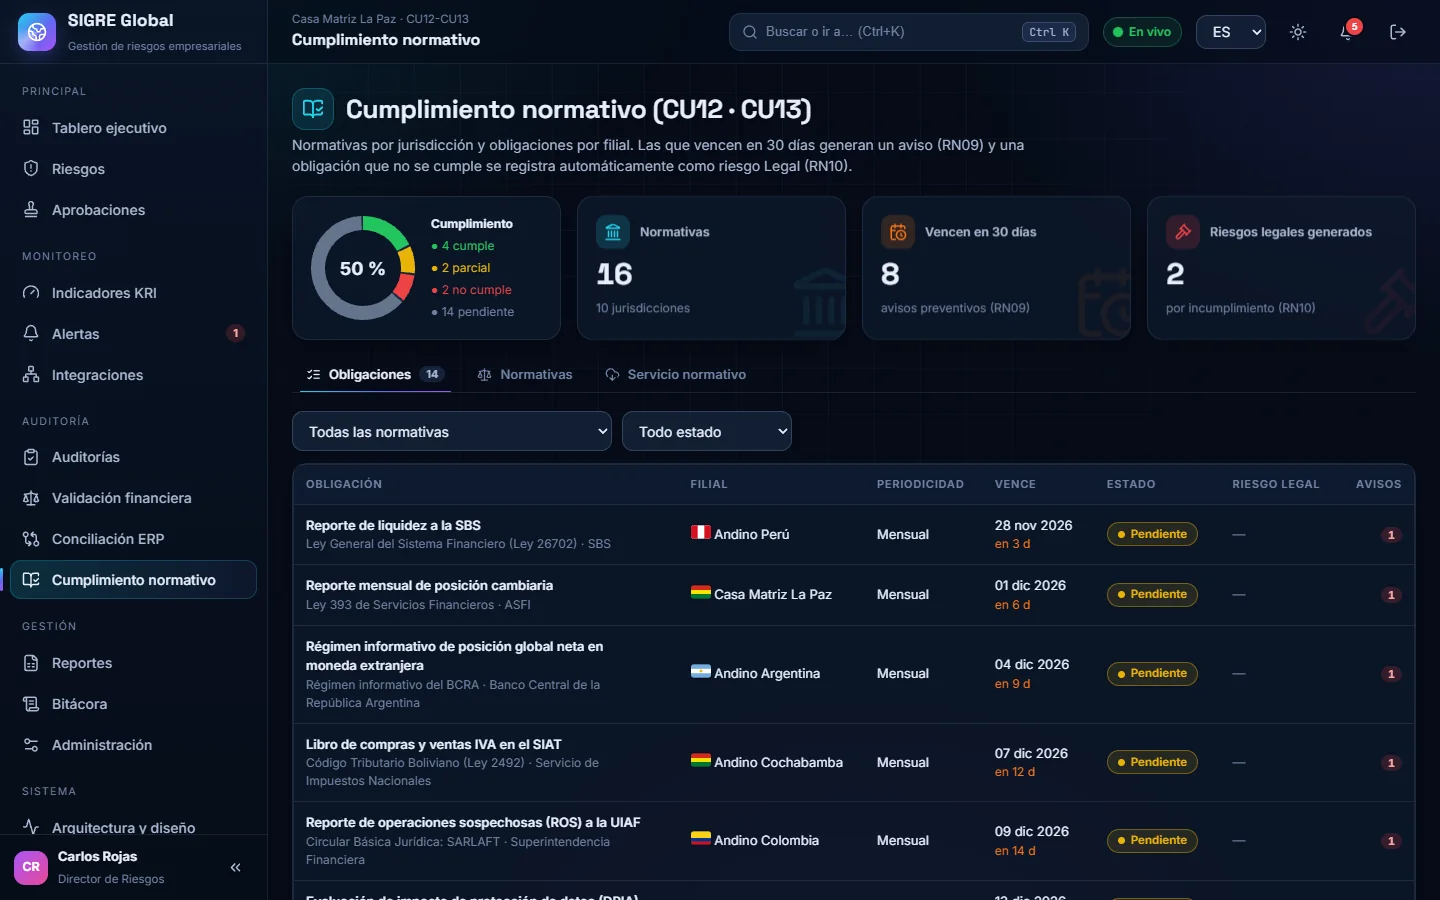 SIGRE Global
Gestión de riesgos empresariales
PRINCIPAL
Tablero ejecutivo
Riesgos
Aprobaciones
MONITOREO
Indicadores KRI
Alertas 1
Integraciones
AUDITORÍA
Auditorías
Validación financiera
Conciliación ERP
Cumplimiento normativo
GESTIÓN
Reportes
Bitácora
Administración
SISTEMA
Arquitectura y diseño
CR
Carlos Rojas
Director de Riesgos
«
Casa Matriz La Paz · CU12-CU13
Cumplimiento normativo
Buscar o ir a... (Ctrl+K) Ctrl K
En vivo
ES
5
Cumplimiento normativo (CU12 · CU13)
Normativas por jurisdicción y obligaciones por filial. Las que vencen en 30 días generan un aviso (RN09) y una
obligación que no se cumple se registra automáticamente como riesgo Legal (RN10).
50 %
Cumplimiento
• 4 cumple
• 2 parcial
• 2 no cumple
• 14 pendiente
Normativas
16
10 jurisdicciones
Vencen en 30 días
8
avisos preventivos (RN09)
Riesgos legales generados
2
por incumplimiento (RN10)
Obligaciones 14
Normativas
Servicio normativo
Todas las normativas
Todo estado
OBLIGACIÓN FILIAL PERIODICIDAD VENCE ESTADO RIESGO LEGAL AVISOS
Reporte de liquidez a la SBS
Ley General del Sistema Financiero (Ley 26702) · SBS
Andino Perú
Mensual
28 nov 2026
en 3 d
Pendiente
—
1
Reporte mensual de posición cambiaria
Ley 393 de Servicios Financieros · ASFI
Casa Matriz La Paz
Mensual
01 dic 2026
en 6 d
Pendiente
—
1
Régimen informativo de posición global neta en
moneda extranjera
Régimen informativo del BCRA · Banco Central de la
República Argentina
Andino Argentina
Mensual
04 dic 2026
en 9 d
Pendiente
—
1
Libro de compras y ventas IVA en el SIAT
Código Tributario Boliviano (Ley 2492) · Servicio de
Impuestos Nacionales
Andino Cochabamba
Mensual
07 dic 2026
en 12 d
Pendiente
—
1
Reporte de operaciones sospechosas (ROS) a la UIAF
Circular Básica Jurídica: SARLAFT · Superintendencia
Financiera
Andino Colombia
Mensual
09 dic 2026
en 14 d
Pendiente
—
1
Evaluación de impacto de protección de datos (DPIA)
12 dic 2026